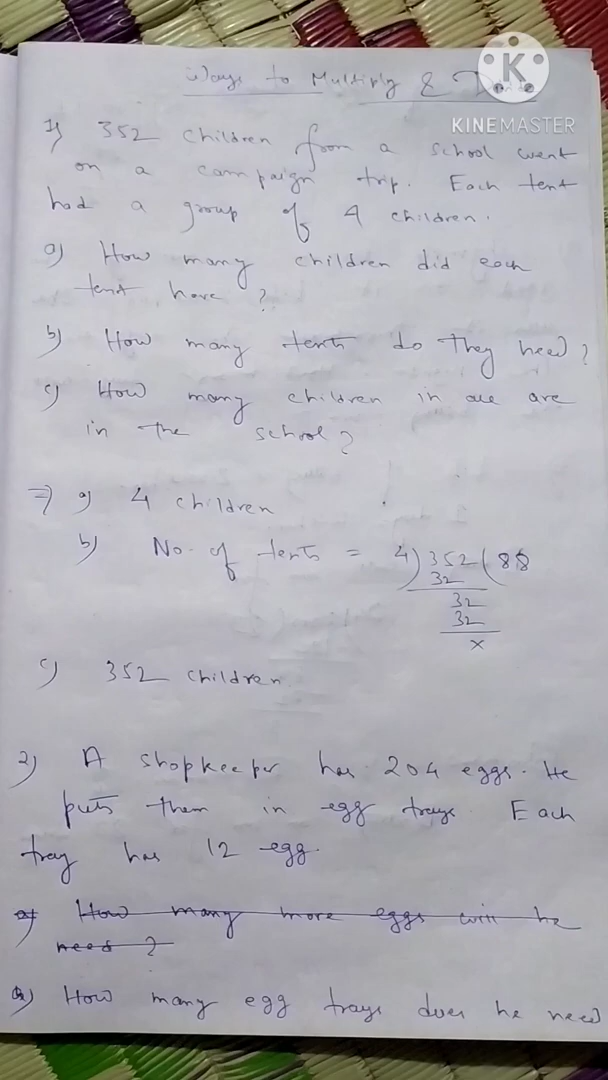 Ways to Multiply & Divide
K
KINEMASTER
1) 352 children from a school went
on a campaign trip. Each tent
had a group of 4 children.
a) How many children did each
tent have ?
b) How many tents do they need ?
c) How many children in all are
in the school ?
=> a) 4 children
b) No. of tents = 4) 352 ( 88
32
32
32
x
c) 352 children.
2) A shopkeeper has 204 eggs. He
puts them in egg trays. Each
tray has 12 egg.
a) How many more eggs will he
need ?
a) How many egg trays does he need